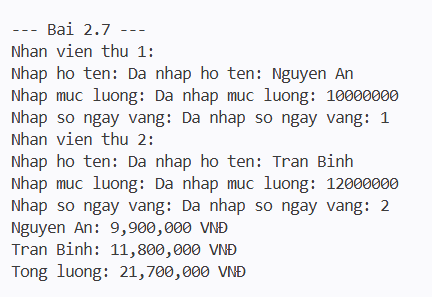 --- Bai 2.7 ---
Nhan vien thu 1:
Nhap ho ten: Da nhap ho ten: Nguyen An
Nhap muc luong: Da nhap muc luong: 10000000
Nhap so ngay vang: Da nhap so ngay vang: 1
Nhan vien thu 2:
Nhap ho ten: Da nhap ho ten: Tran Binh
Nhap muc luong: Da nhap muc luong: 12000000
Nhap so ngay vang: Da nhap so ngay vang: 2
Nguyen An: 9,900,000 VNĐ
Tran Binh: 11,800,000 VNĐ
Tong luong: 21,700,000 VNĐ